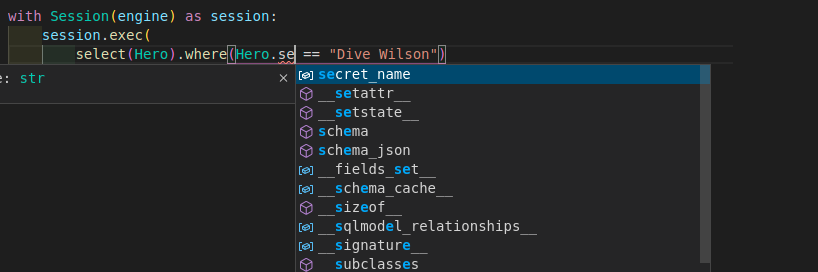 with Session(engine) as session:
session.exec(
select(Hero).where(Hero.se == "Dive Wilson")
e: str ×
secret_name
__setattr__
__setstate__
schema
schema_json
__fields_set__
__schema_cache__
__sizeof__
__sqlmodel_relationships__
__signature__
__subclasses